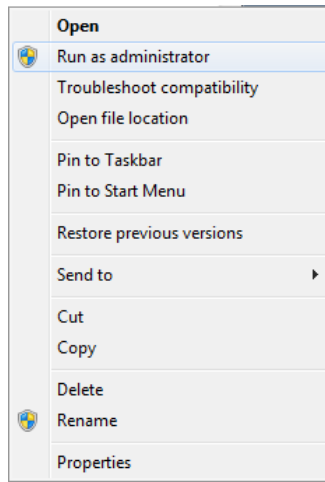 Open
Run as administrator
Troubleshoot compatibility
Open file location
Pin to Taskbar
Pin to Start Menu
Restore previous versions
Send to
Cut
Copy
Delete
Rename
Properties